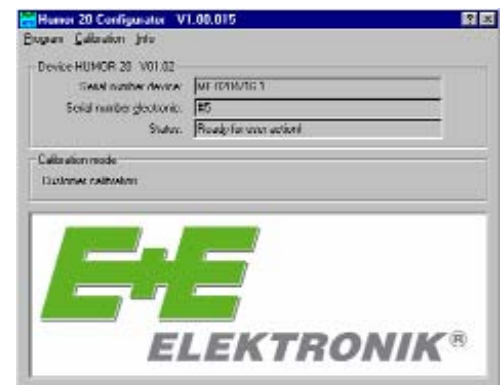 Humor 20 Configurator V1.00.015
Program Calibration Info
Device HUMOR 20 V01.02
Serial number device:
Serial number electronic: #5
Status: Ready for user action!
Calibration mode
Customer calibration
E+E
ELEKTRONIK®